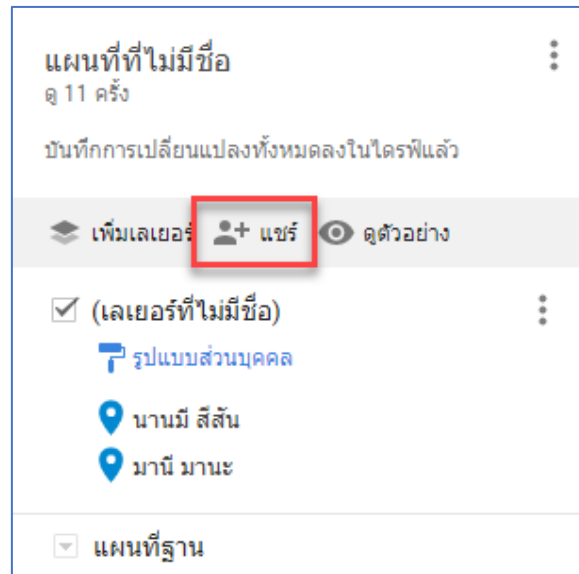 แผนที่ที่ไม่มีชื่อ
ดู 11 ครั้ง
บันทึกการเปลี่ยนแปลงทั้งหมดลงในไดรฟ์แล้ว
เพิ่มเลเยอร์ แชร์ ดูตัวอย่าง
(เลเยอร์ที่ไม่มีชื่อ)
รูปแบบส่วนบุคคล
นานมี สีสัน
มานี มานะ
แผนที่ฐาน